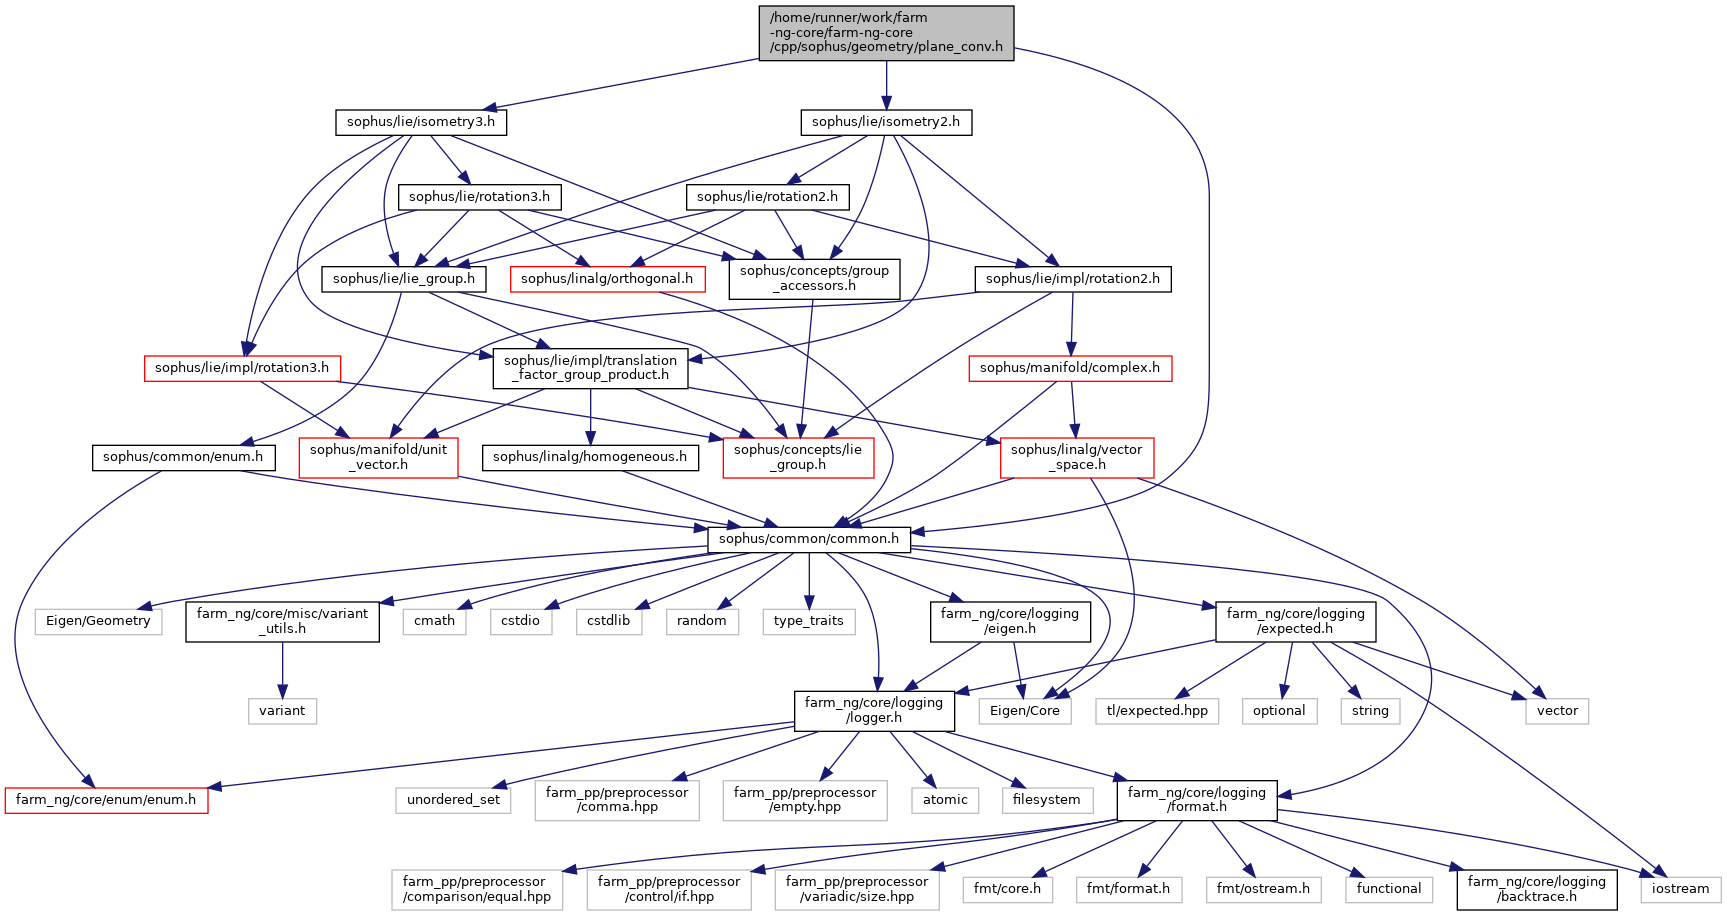 /home/runner/work/farm
-ng-core/farm-ng-core
/cpp/sophus/geometry/plane_conv.h
sophus/lie/isometry3.h
sophus/lie/isometry2.h
sophus/lie/rotation3.h
sophus/lie/rotation2.h
sophus/lie/lie_group.h
sophus/linalg/orthogonal.h
sophus/concepts/group
_accessors.h
sophus/lie/impl/rotation2.h
sophus/lie/impl/rotation3.h
sophus/lie/impl/translation
_factor_group_product.h
sophus/manifold/complex.h
sophus/common/enum.h
sophus/manifold/unit
_vector.h
sophus/linalg/homogeneous.h
sophus/concepts/lie
_group.h
sophus/linalg/vector
_space.h
sophus/common/common.h
Eigen/Geometry
farm_ng/core/misc/variant
_utils.h
cmath
cstdio
cstdlib
random
type_traits
farm_ng/core/logging
/eigen.h
farm_ng/core/logging
/expected.h
variant
farm_ng/core/logging
/logger.h
Eigen/Core
tl/expected.hpp
optional
string
vector
farm_ng/core/enum/enum.h
unordered_set
farm_pp/preprocessor
/comma.hpp
farm_pp/preprocessor
/empty.hpp
atomic
filesystem
farm_ng/core/logging
/format.h
farm_pp/preprocessor
/comparison/equal.hpp
farm_pp/preprocessor
/control/if.hpp
farm_pp/preprocessor
/variadic/size.hpp
fmt/core.h
fmt/format.h
fmt/ostream.h
functional
farm_ng/core/logging
/backtrace.h
iostream